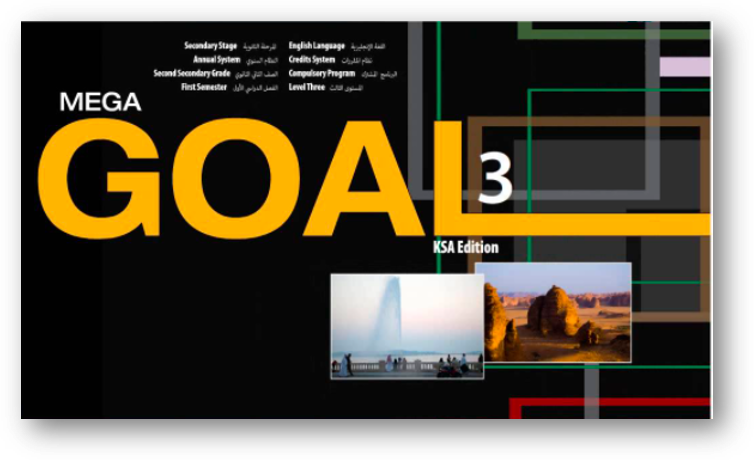 Secondary Stage المرحلة الثانوية English Language اللغة الإنجليزية
Annual System النظام السنوي Credits System نظام المقررات
Second Secondary Grade الصف الثاني الثانوي Compulsory Program البرنامج المشترك
First Semester الفصل الدراسي الأول Level Three المستوى الثالث
MEGA
GOAL 3
KSA Edition